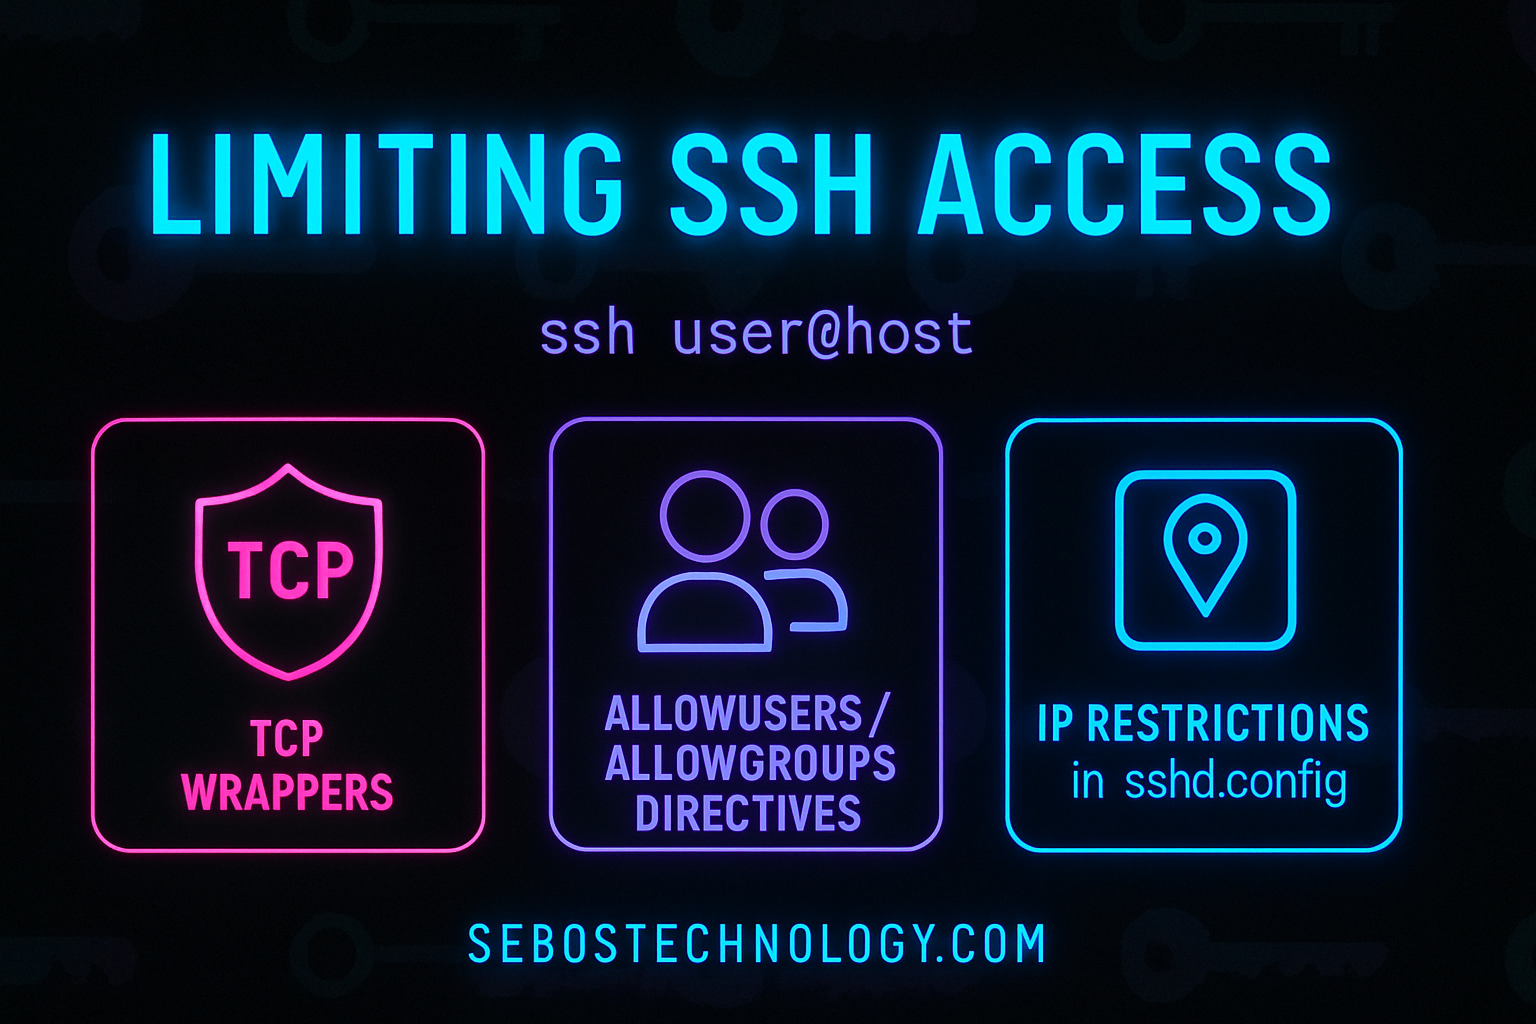 LIMITING SSH ACCESS
ssh user@host
TCP
TCP
WRAPPERS
ALLOWUSERS /
ALLOWGROUPS
DIRECTIVES
IP RESTRICTIONS
in sshd.config
SEBOSTECHNOLOGY.COM